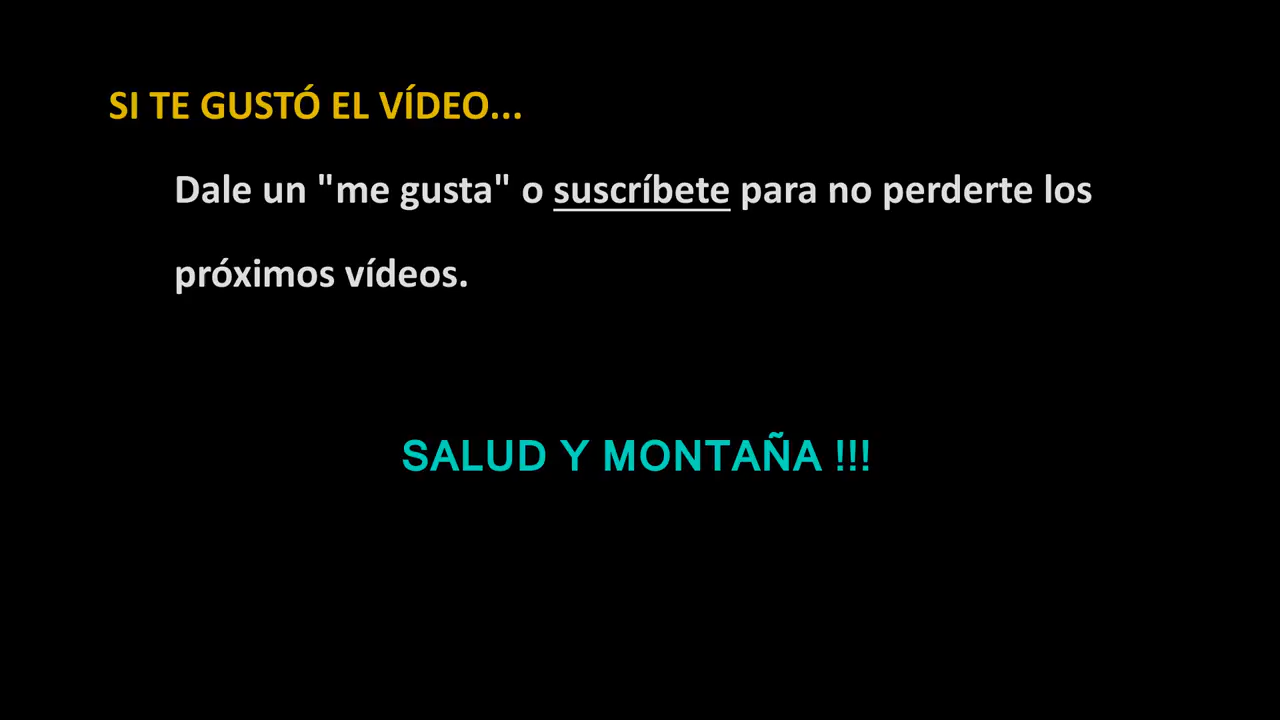 SI TE GUSTÓ EL VÍDEO...
Dale un "me gusta" o suscríbete para no perderte los
próximos vídeos.
SALUD Y MONTAÑA !!!